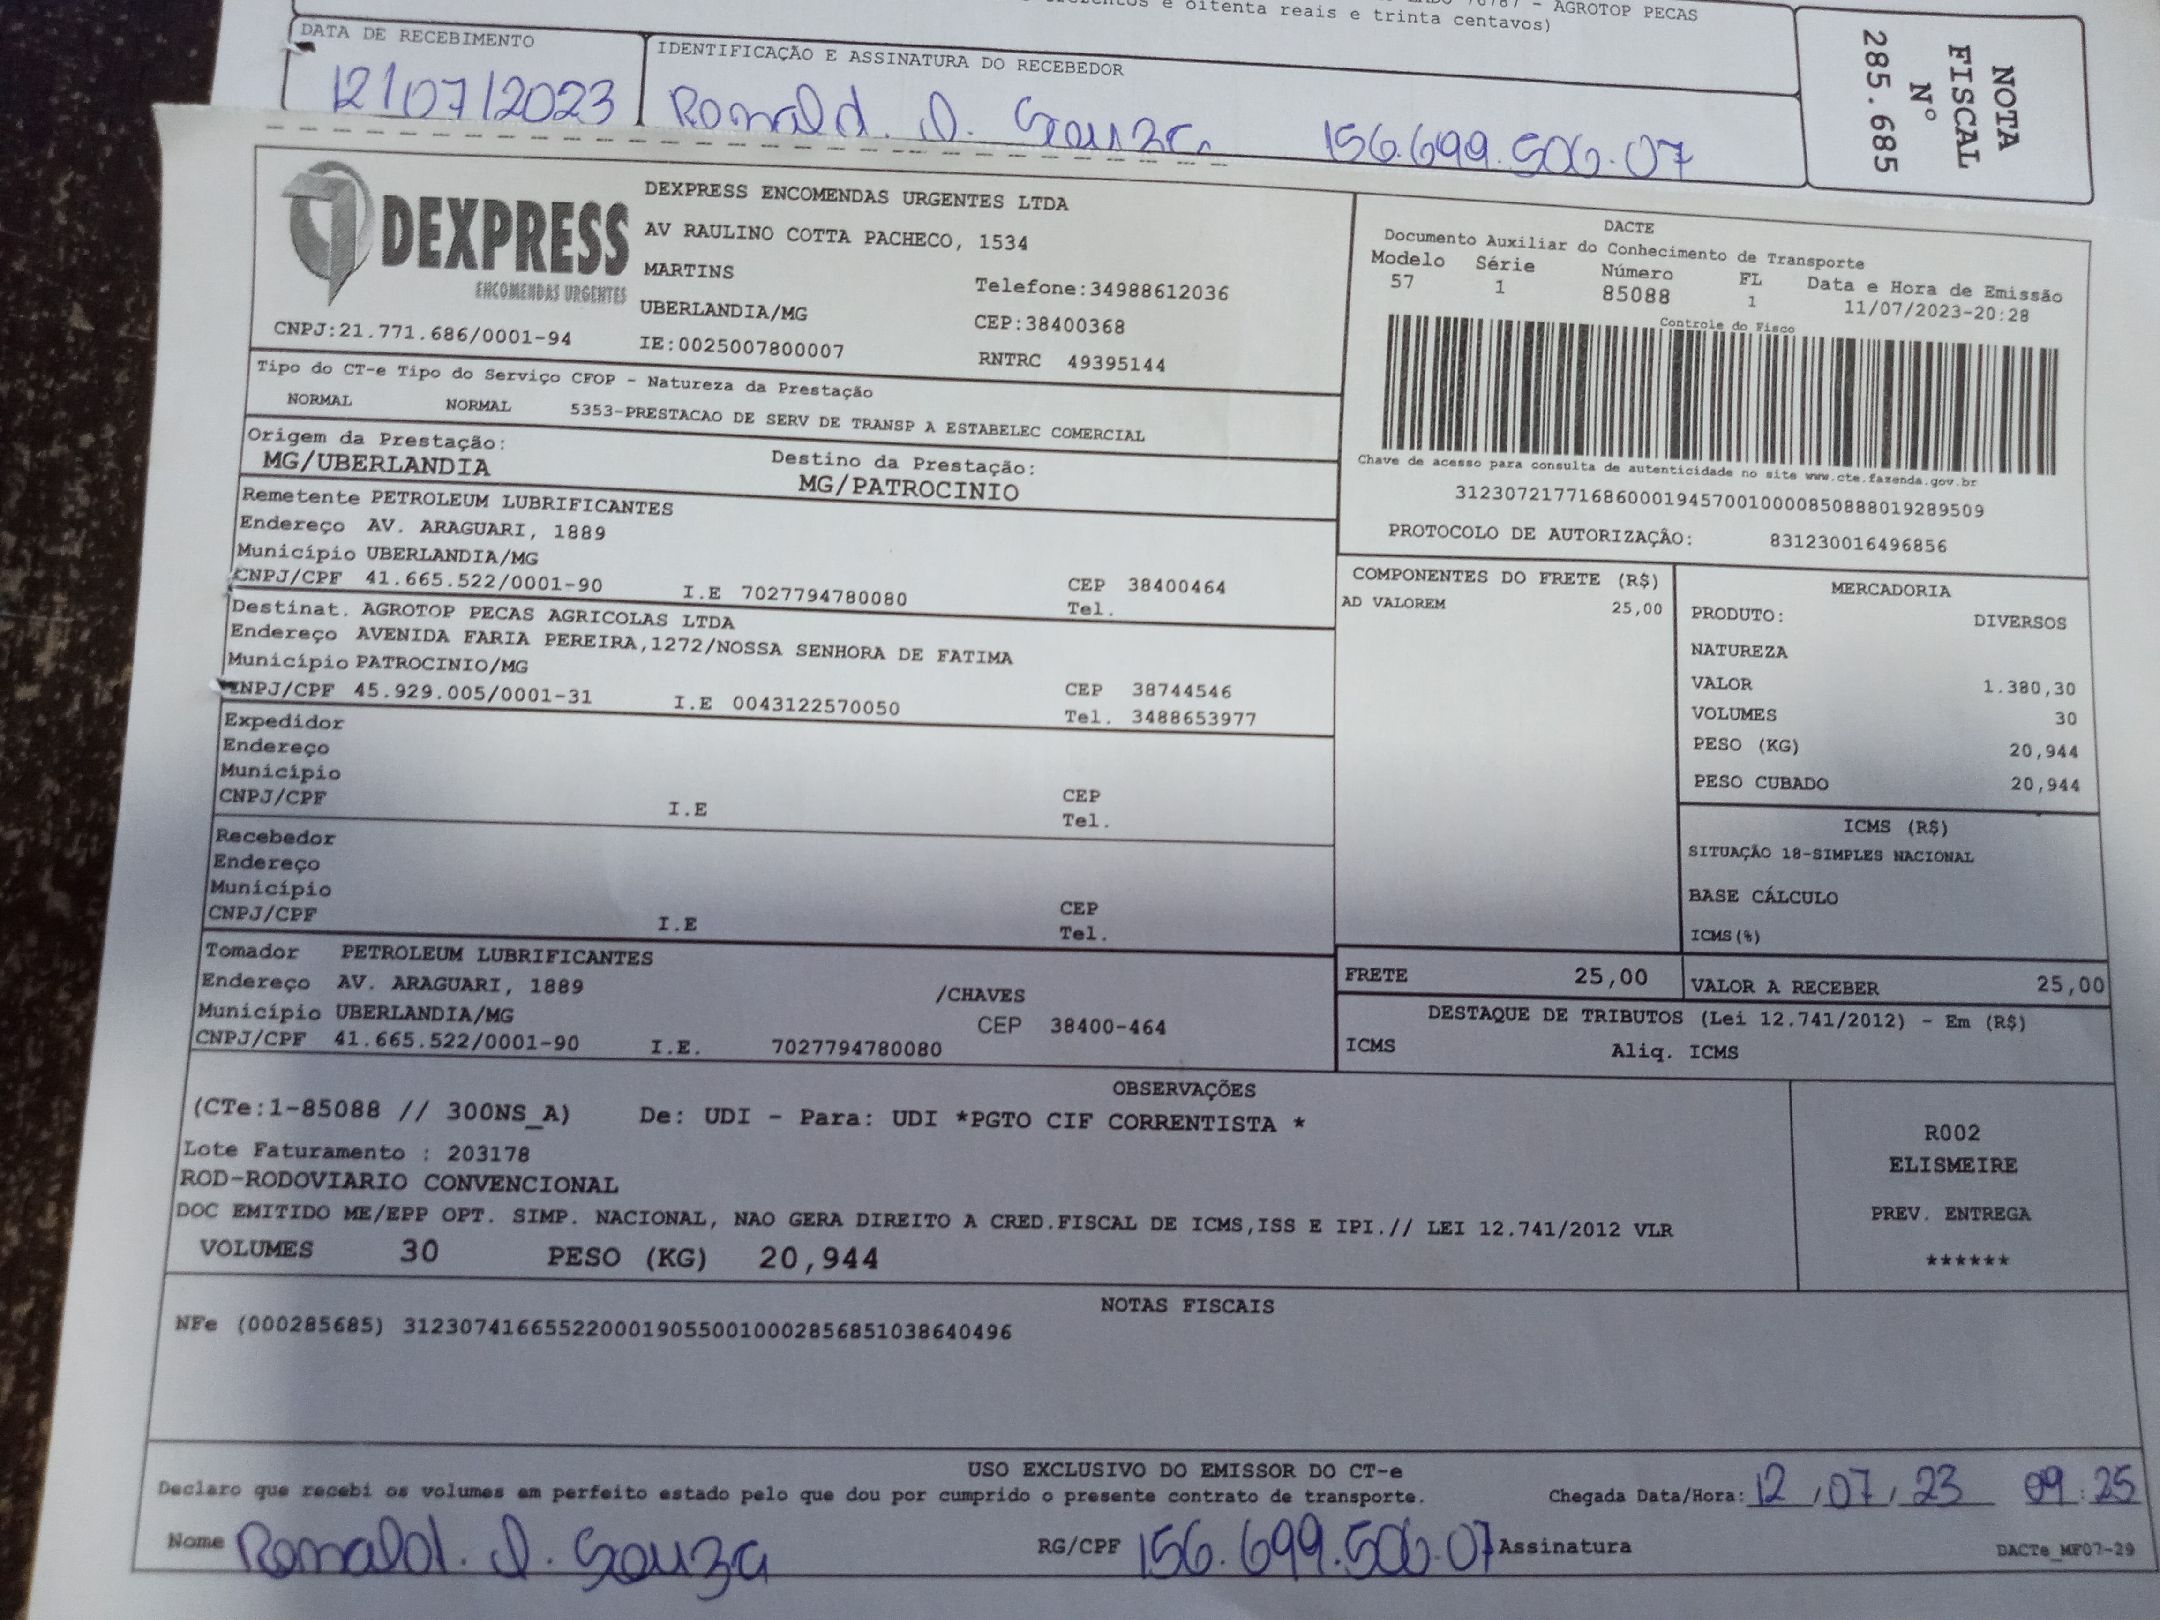 - AGROTOP PECAS
e oitenta reais e trinta centavos)
DATA DE RECEBIMENTO
12/07/2023
IDENTIFICAÇÃO E ASSINATURA DO RECEBEDOR
Ronald. D. Souza 156.699.506.07
NOTA
FISCAL
Nº
285.685
DEXPRESS
ENCOMENDAS URGENTES
CNPJ:21.771.686/0001-94
DEXPRESS ENCOMENDAS URGENTES LTDA
AV RAULINO COTTA PACHECO, 1534
MARTINS
Telefone:34988612036
UBERLANDIA/MG
CEP:38400368
IE:0025007800007
RNTRC 49395144
DACTE
Documento Auxiliar do Conhecimento de Transporte
Modelo Série Número FL Data e Hora de Emissão
57 1 85088 1 11/07/2023-20:28
Controle do Fisco
Chave de acesso para consulta de autenticidade no site www.cte.fazenda.gov.br
31230721771686000194570010000850888019289509
PROTOCOLO DE AUTORIZAÇÃO: 831230016496856
Tipo do CT-e Tipo do Serviço CFOP - Natureza da Prestação
NORMAL NORMAL 5353-PRESTACAO DE SERV DE TRANSP A ESTABELEC COMERCIAL
Origem da Prestação: Destino da Prestação:
MG/UBERLANDIA MG/PATROCINIO
Remetente PETROLEUM LUBRIFICANTES
Endereço AV. ARAGUARI, 1889
Município UBERLANDIA/MG
CEP 38400464
CNPJ/CPF 41.665.522/0001-90 I.E 7027794780080 Tel.
Destinat. AGROTOP PECAS AGRICOLAS LTDA
Endereço AVENIDA FARIA PEREIRA,1272/NOSSA SENHORA DE FATIMA
Município PATROCINIO/MG
CEP 38744546
CNPJ/CPF 45.929.005/0001-31 I.E 0043122570050 Tel. 3488653977
Expedidor
Endereço
Município
CEP
CNPJ/CPF I.E Tel.
Recebedor
Endereço
Município
CEP
CNPJ/CPF I.E Tel.
Tomador PETROLEUM LUBRIFICANTES
Endereço AV. ARAGUARI, 1889 /CHAVES
Município UBERLANDIA/MG CEP 38400-464
CNPJ/CPF 41.665.522/0001-90 I.E. 7027794780080
COMPONENTES DO FRETE (R$)
AD VALOREM 25,00
MERCADORIA
PRODUTO: DIVERSOS
NATUREZA
VALOR 1.380,30
VOLUMES 30
PESO (KG) 20,944
PESO CUBADO 20,944
ICMS (R$)
SITUAÇÃO 18-SIMPLES NACIONAL
BASE CÁLCULO
ICMS(%)
FRETE 25,00
VALOR A RECEBER 25,00
DESTAQUE DE TRIBUTOS (Lei 12.741/2012) - Em (R$)
ICMS Aliq. ICMS
OBSERVAÇÕES
(CTe:1-85088 // 300NS_A) De: UDI - Para: UDI *PGTO CIF CORRENTISTA *
Lote Faturamento : 203178
ROD-RODOVIARIO CONVENCIONAL
DOC EMITIDO ME/EPP OPT. SIMP. NACIONAL, NAO GERA DIREITO A CRED.FISCAL DE ICMS,ISS E IPI.// LEI 12.741/2012 VLR
VOLUMES 30 PESO (KG) 20,944
R002
ELISMEIRE
PREV. ENTREGA
******
NOTAS FISCAIS
NFe (000285685) 31230741665522000190550010002856851038640496
USO EXCLUSIVO DO EMISSOR DO CT-e
Declaro que recebi os volumes em perfeito estado pelo que dou por cumprido o presente contrato de transporte. Chegada Data/Hora: 12/07/23 09:25
Nome Ronald. D. Souza RG/CPF 156.699.506.07 Assinatura
DACTe_MF07-29